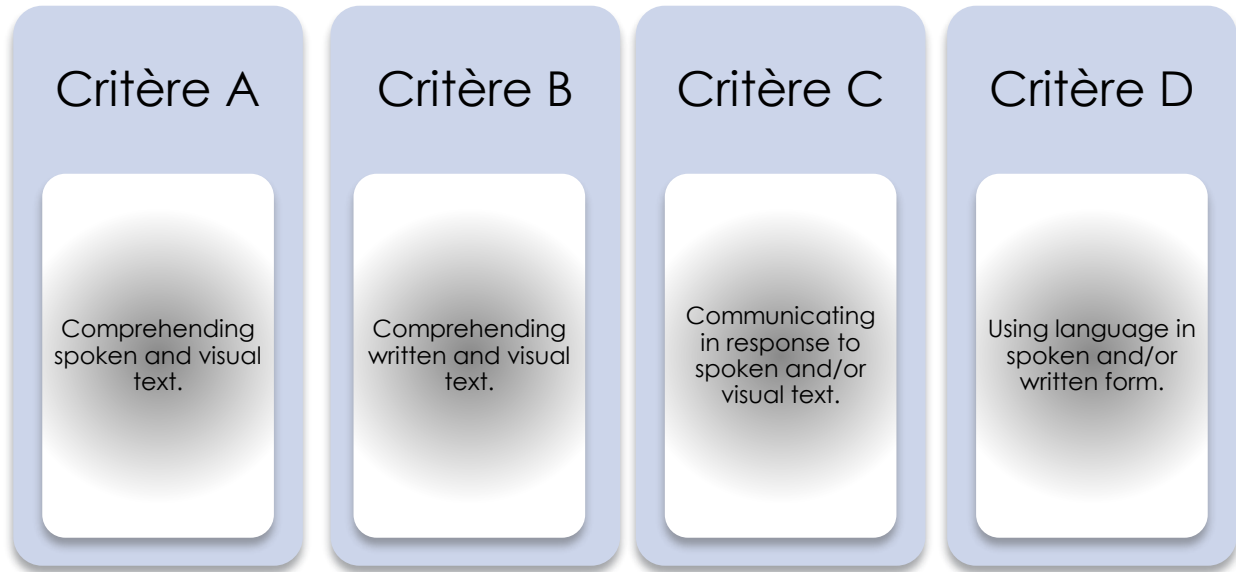 Critère A
Comprehending
spoken and visual
text.
Critère B
Comprehending
written and visual
text.
Critère C
Communicating
in response to
spoken and/or
visual text.
Critère D
Using language in
spoken and/or
written form.